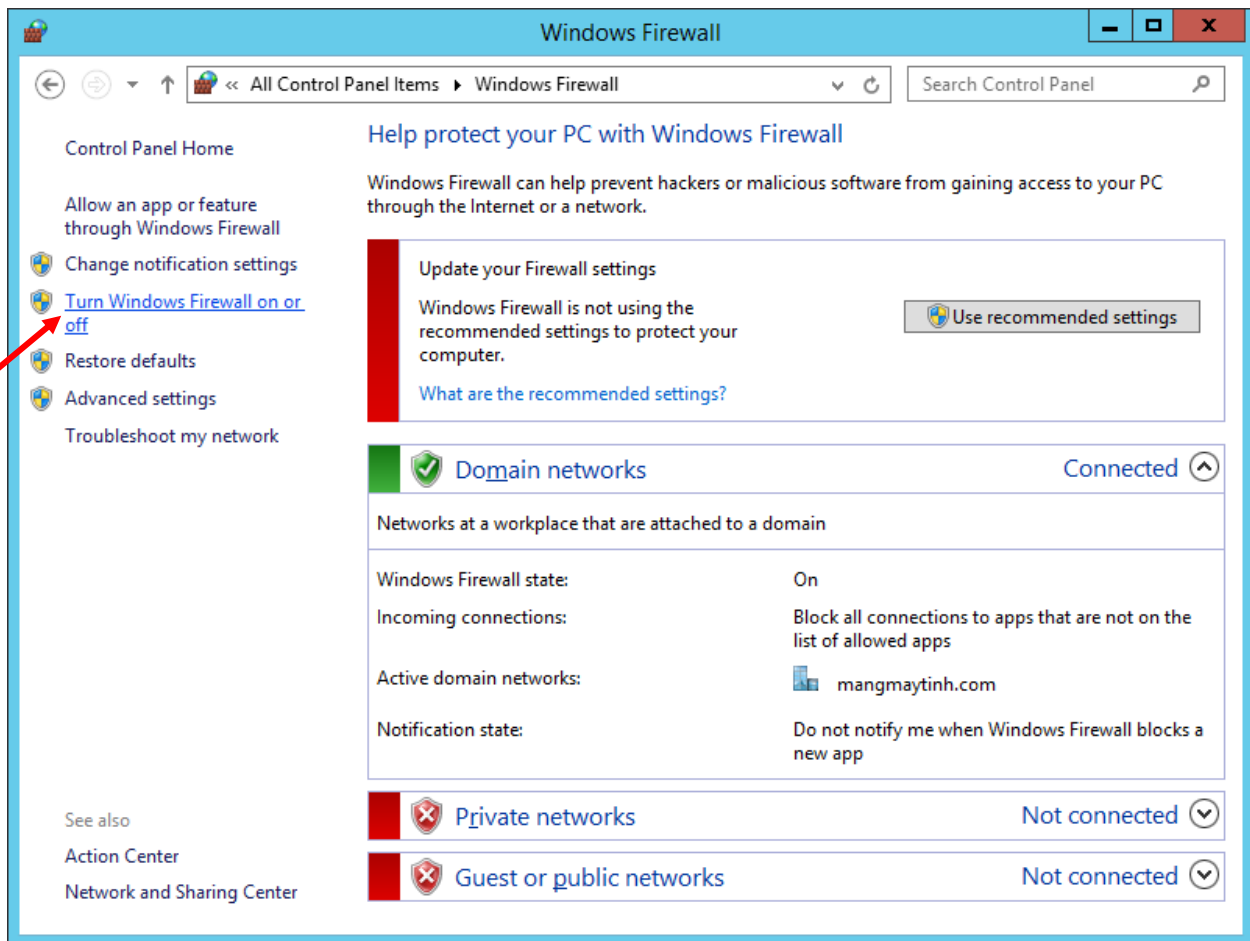 Windows Firewall
« All Control Panel Items ▸ Windows Firewall
Search Control Panel
Control Panel Home
Allow an app or feature
through Windows Firewall
Change notification settings
Turn Windows Firewall on or
off
Restore defaults
Advanced settings
Troubleshoot my network
See also
Action Center
Network and Sharing Center
Help protect your PC with Windows Firewall
Windows Firewall can help prevent hackers or malicious software from gaining access to your PC
through the Internet or a network.
Update your Firewall settings
Windows Firewall is not using the
recommended settings to protect your
computer.
What are the recommended settings?
Use recommended settings
Domain networks Connected
Networks at a workplace that are attached to a domain
Windows Firewall state: On
Incoming connections: Block all connections to apps that are not on the
list of allowed apps
Active domain networks: mangmaytinh.com
Notification state: Do not notify me when Windows Firewall blocks a
new app
Private networks Not connected
Guest or public networks Not connected